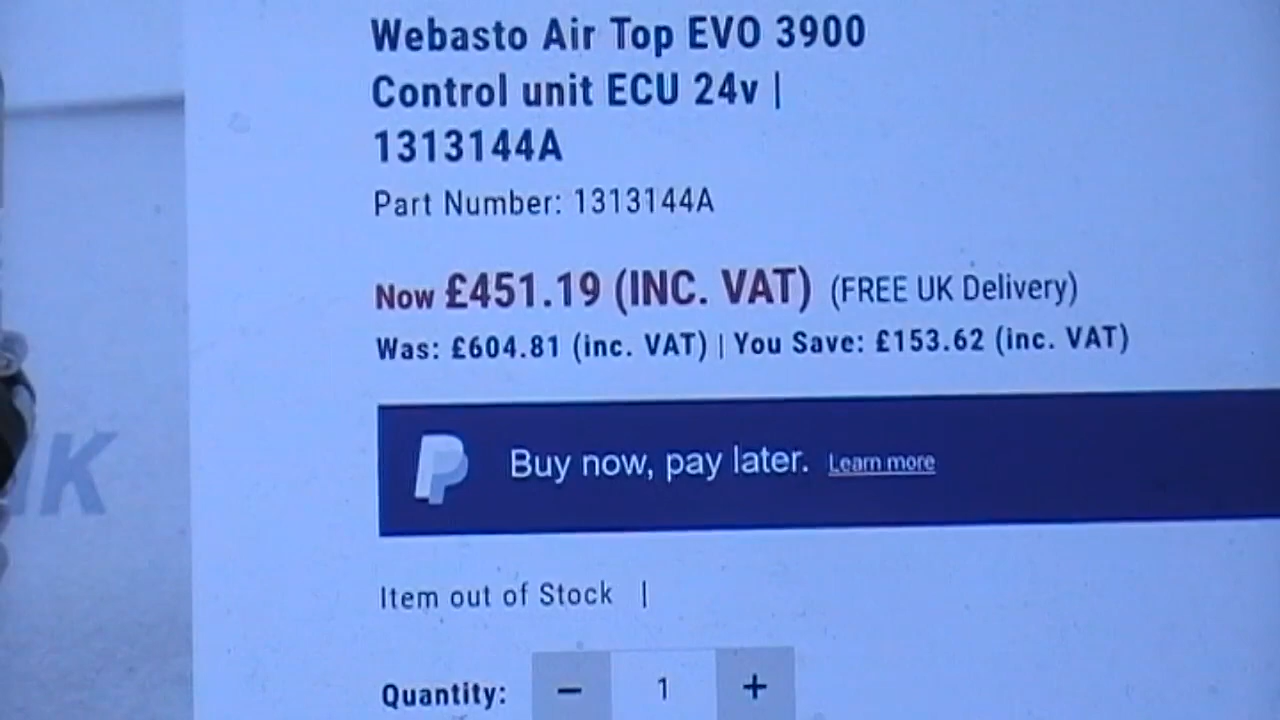 Webasto Air Top EVO 3900
Control unit ECU 24v |
1313144A
Part Number: 1313144A
Now £451.19 (INC. VAT) (FREE UK Delivery)
Was: £604.81 (inc. VAT) | You Save: £153.62 (inc. VAT)
Buy now, pay later. Learn more
Item out of Stock |
Quantity: − 1 +